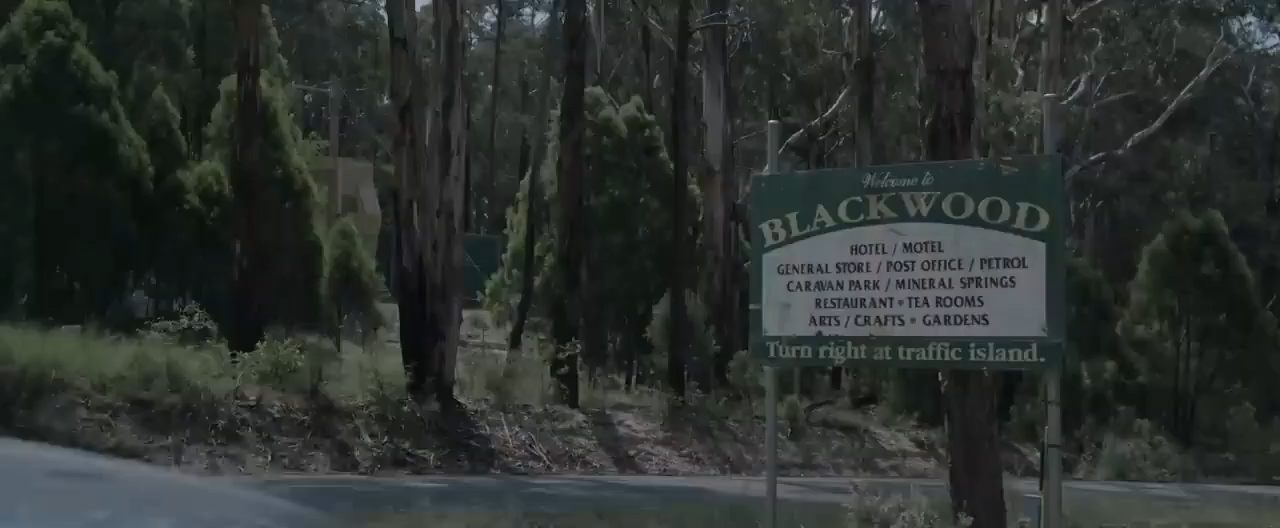 Welcome to
BLACKWOOD
HOTEL / MOTEL
GENERAL STORE / POST OFFICE / PETROL
CARAVAN PARK / MINERAL SPRINGS
RESTAURANT • TEA ROOMS
ARTS / CRAFTS • GARDENS
Turn right at traffic island.